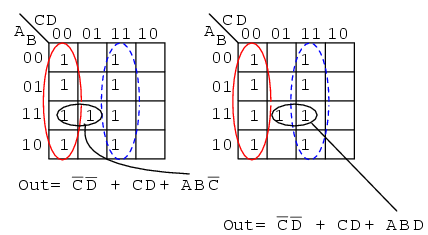 CD CD
A 00 01 11 10 A 00 01 11 10
B B
00 1 1 00 1 1
01 1 1 01 1 1
11 1 1 1 11 1 1 1
10 1 1 10 1 1
Out= C̅D̅ + CD+ ABC̅
Out= C̅D̅ + CD+ ABD